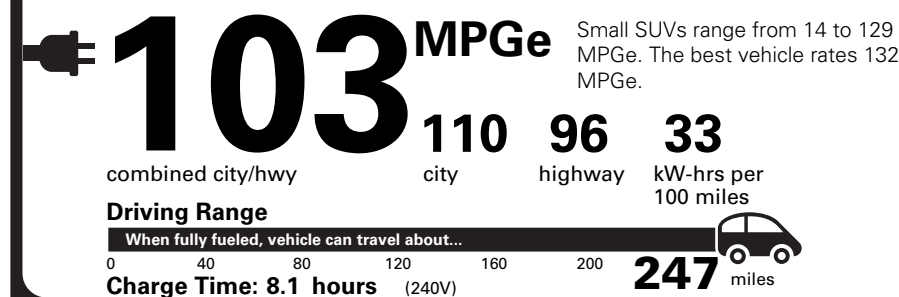 103 MPGe
Small SUVs range from 14 to 129
MPGe. The best vehicle rates 132
MPGe.
110 96 33
combined city/hwy city highway kW-hrs per
100 miles
Driving Range
When fully fueled, vehicle can travel about...
0 40 80 120 160 200 247 miles
Charge Time: 8.1 hours (240V)